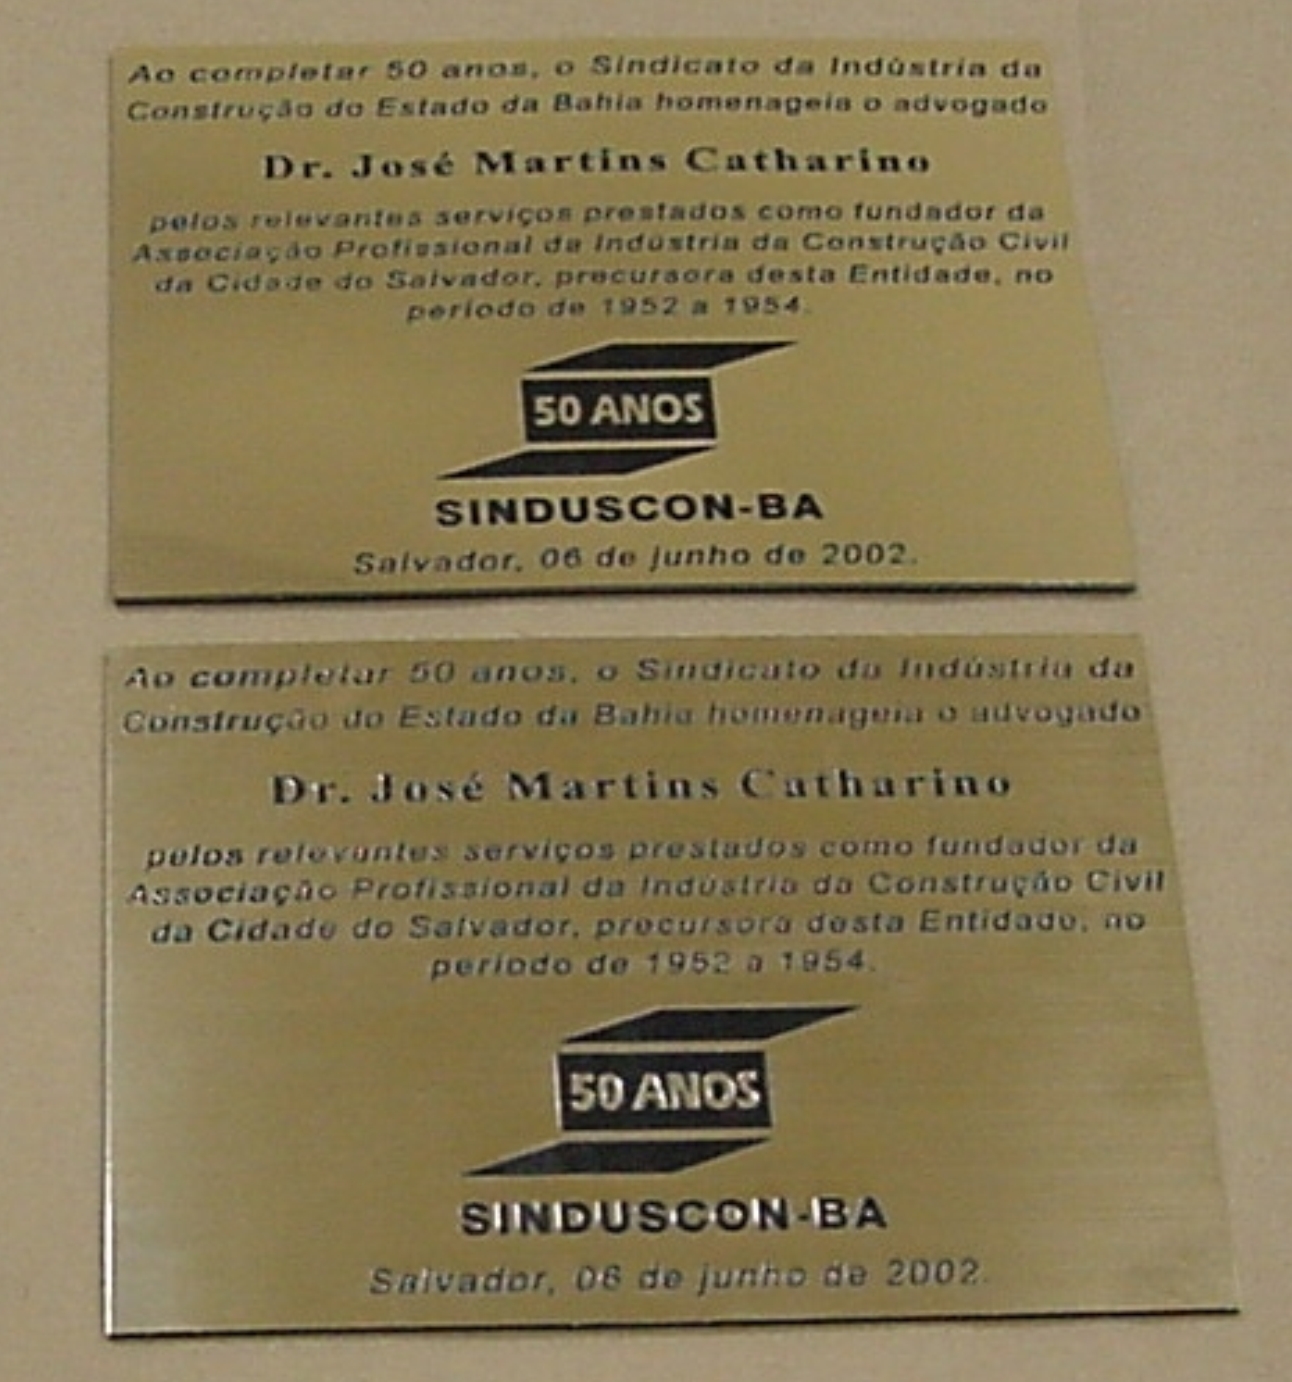 Ao completar 50 anos, o Sindicato da Indústria da
Construção do Estado da Bahia homenageia o advogado
Dr. José Martins Catharino
pelos relevantes serviços prestados como fundador da
Associação Profissional da Indústria da Construção Civil
da Cidade do Salvador, precursora desta Entidade, no
período de 1952 a 1954.
50 ANOS
SINDUSCON-BA
Salvador, 06 de junho de 2002.
Ao completar 50 anos, o Sindicato da Indústria da
Construção do Estado da Bahia homenageia o advogado
Dr. José Martins Catharino
pelos relevantes serviços prestados como fundador da
Associação Profissional da Indústria da Construção Civil
da Cidade do Salvador, precursora desta Entidade, no
período de 1952 a 1954.
50 ANOS
SINDUSCON-BA
Salvador, 06 de junho de 2002.